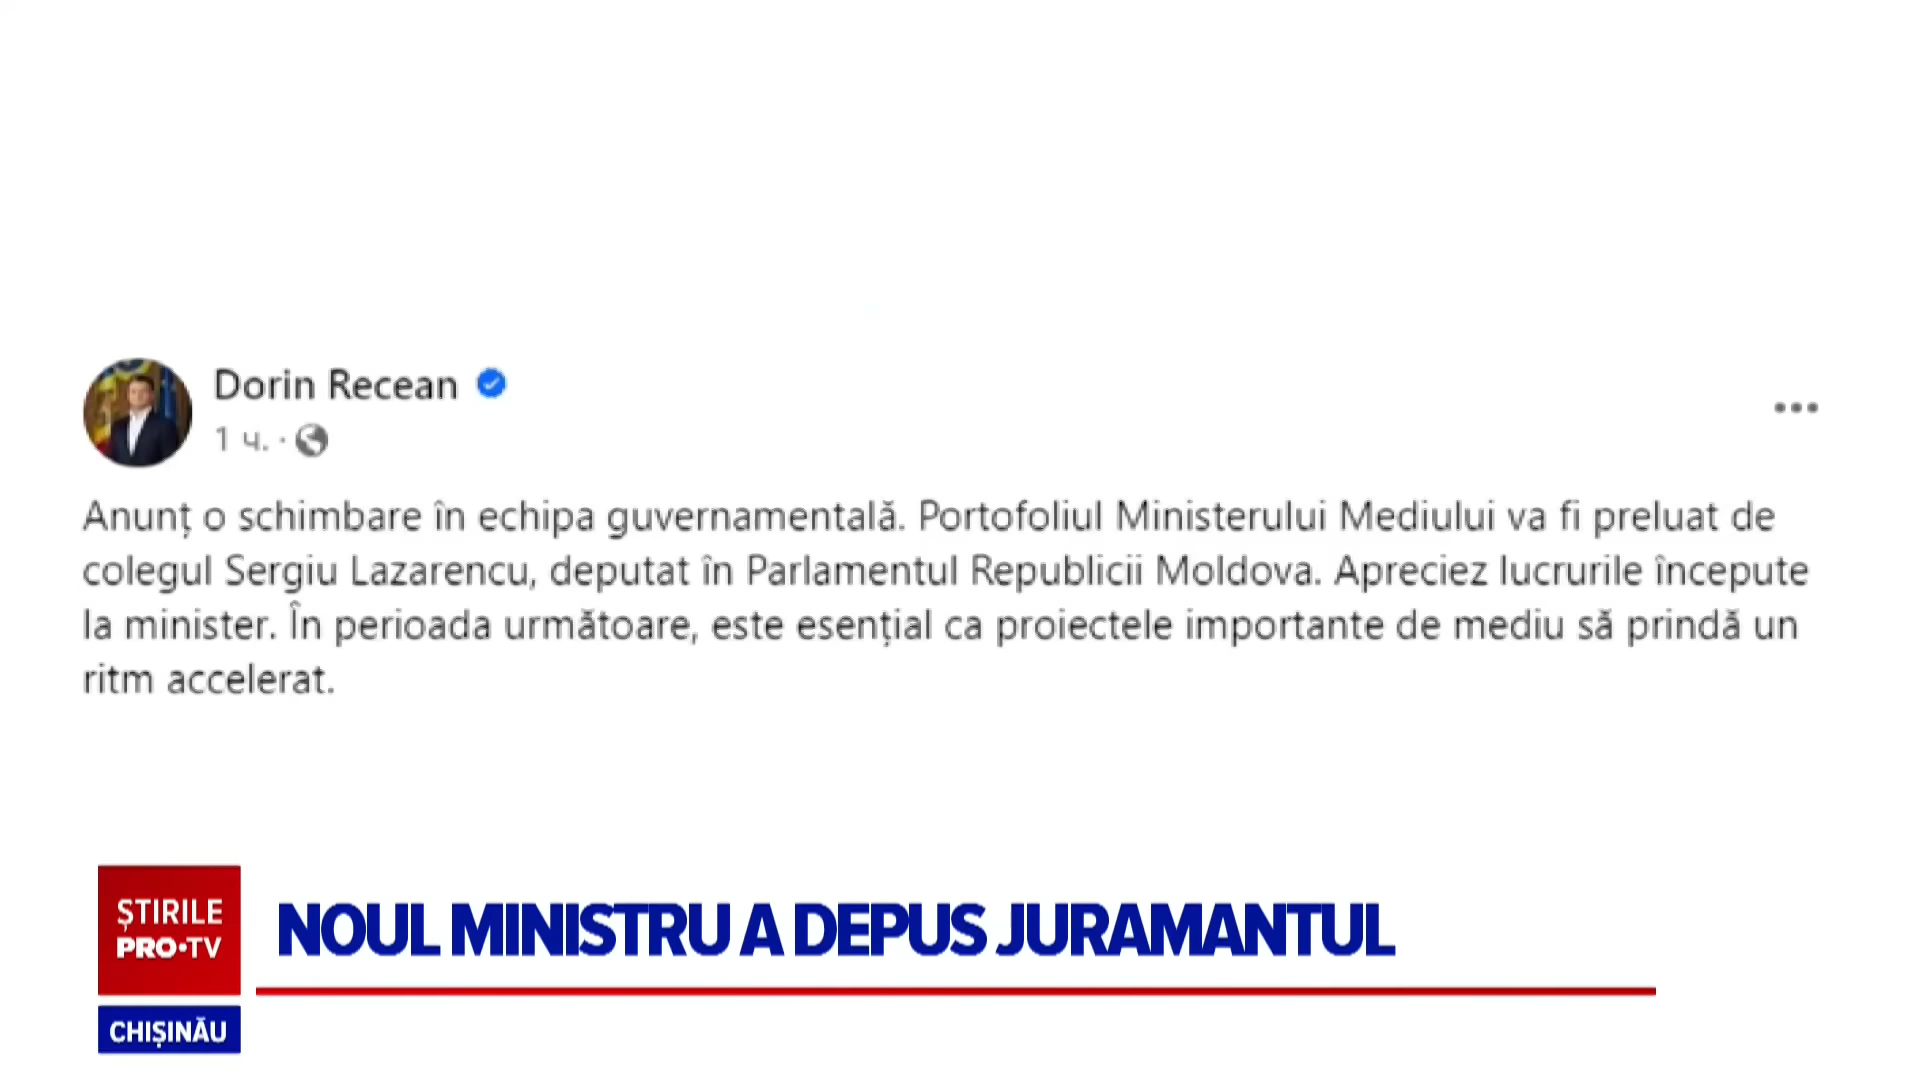 Dorin Recean
1 ч. ·
Anunț o schimbare în echipa guvernamentală. Portofoliul Ministerului Mediului va fi preluat de
colegul Sergiu Lazarencu, deputat în Parlamentul Republicii Moldova. Apreciez lucrurile începute
la minister. În perioada următoare, este esențial ca proiectele importante de mediu să prindă un
ritm accelerat.
ȘTIRILE
PRO•TV
CHIȘINĂU
NOUL MINISTRU A DEPUS JURAMANTUL